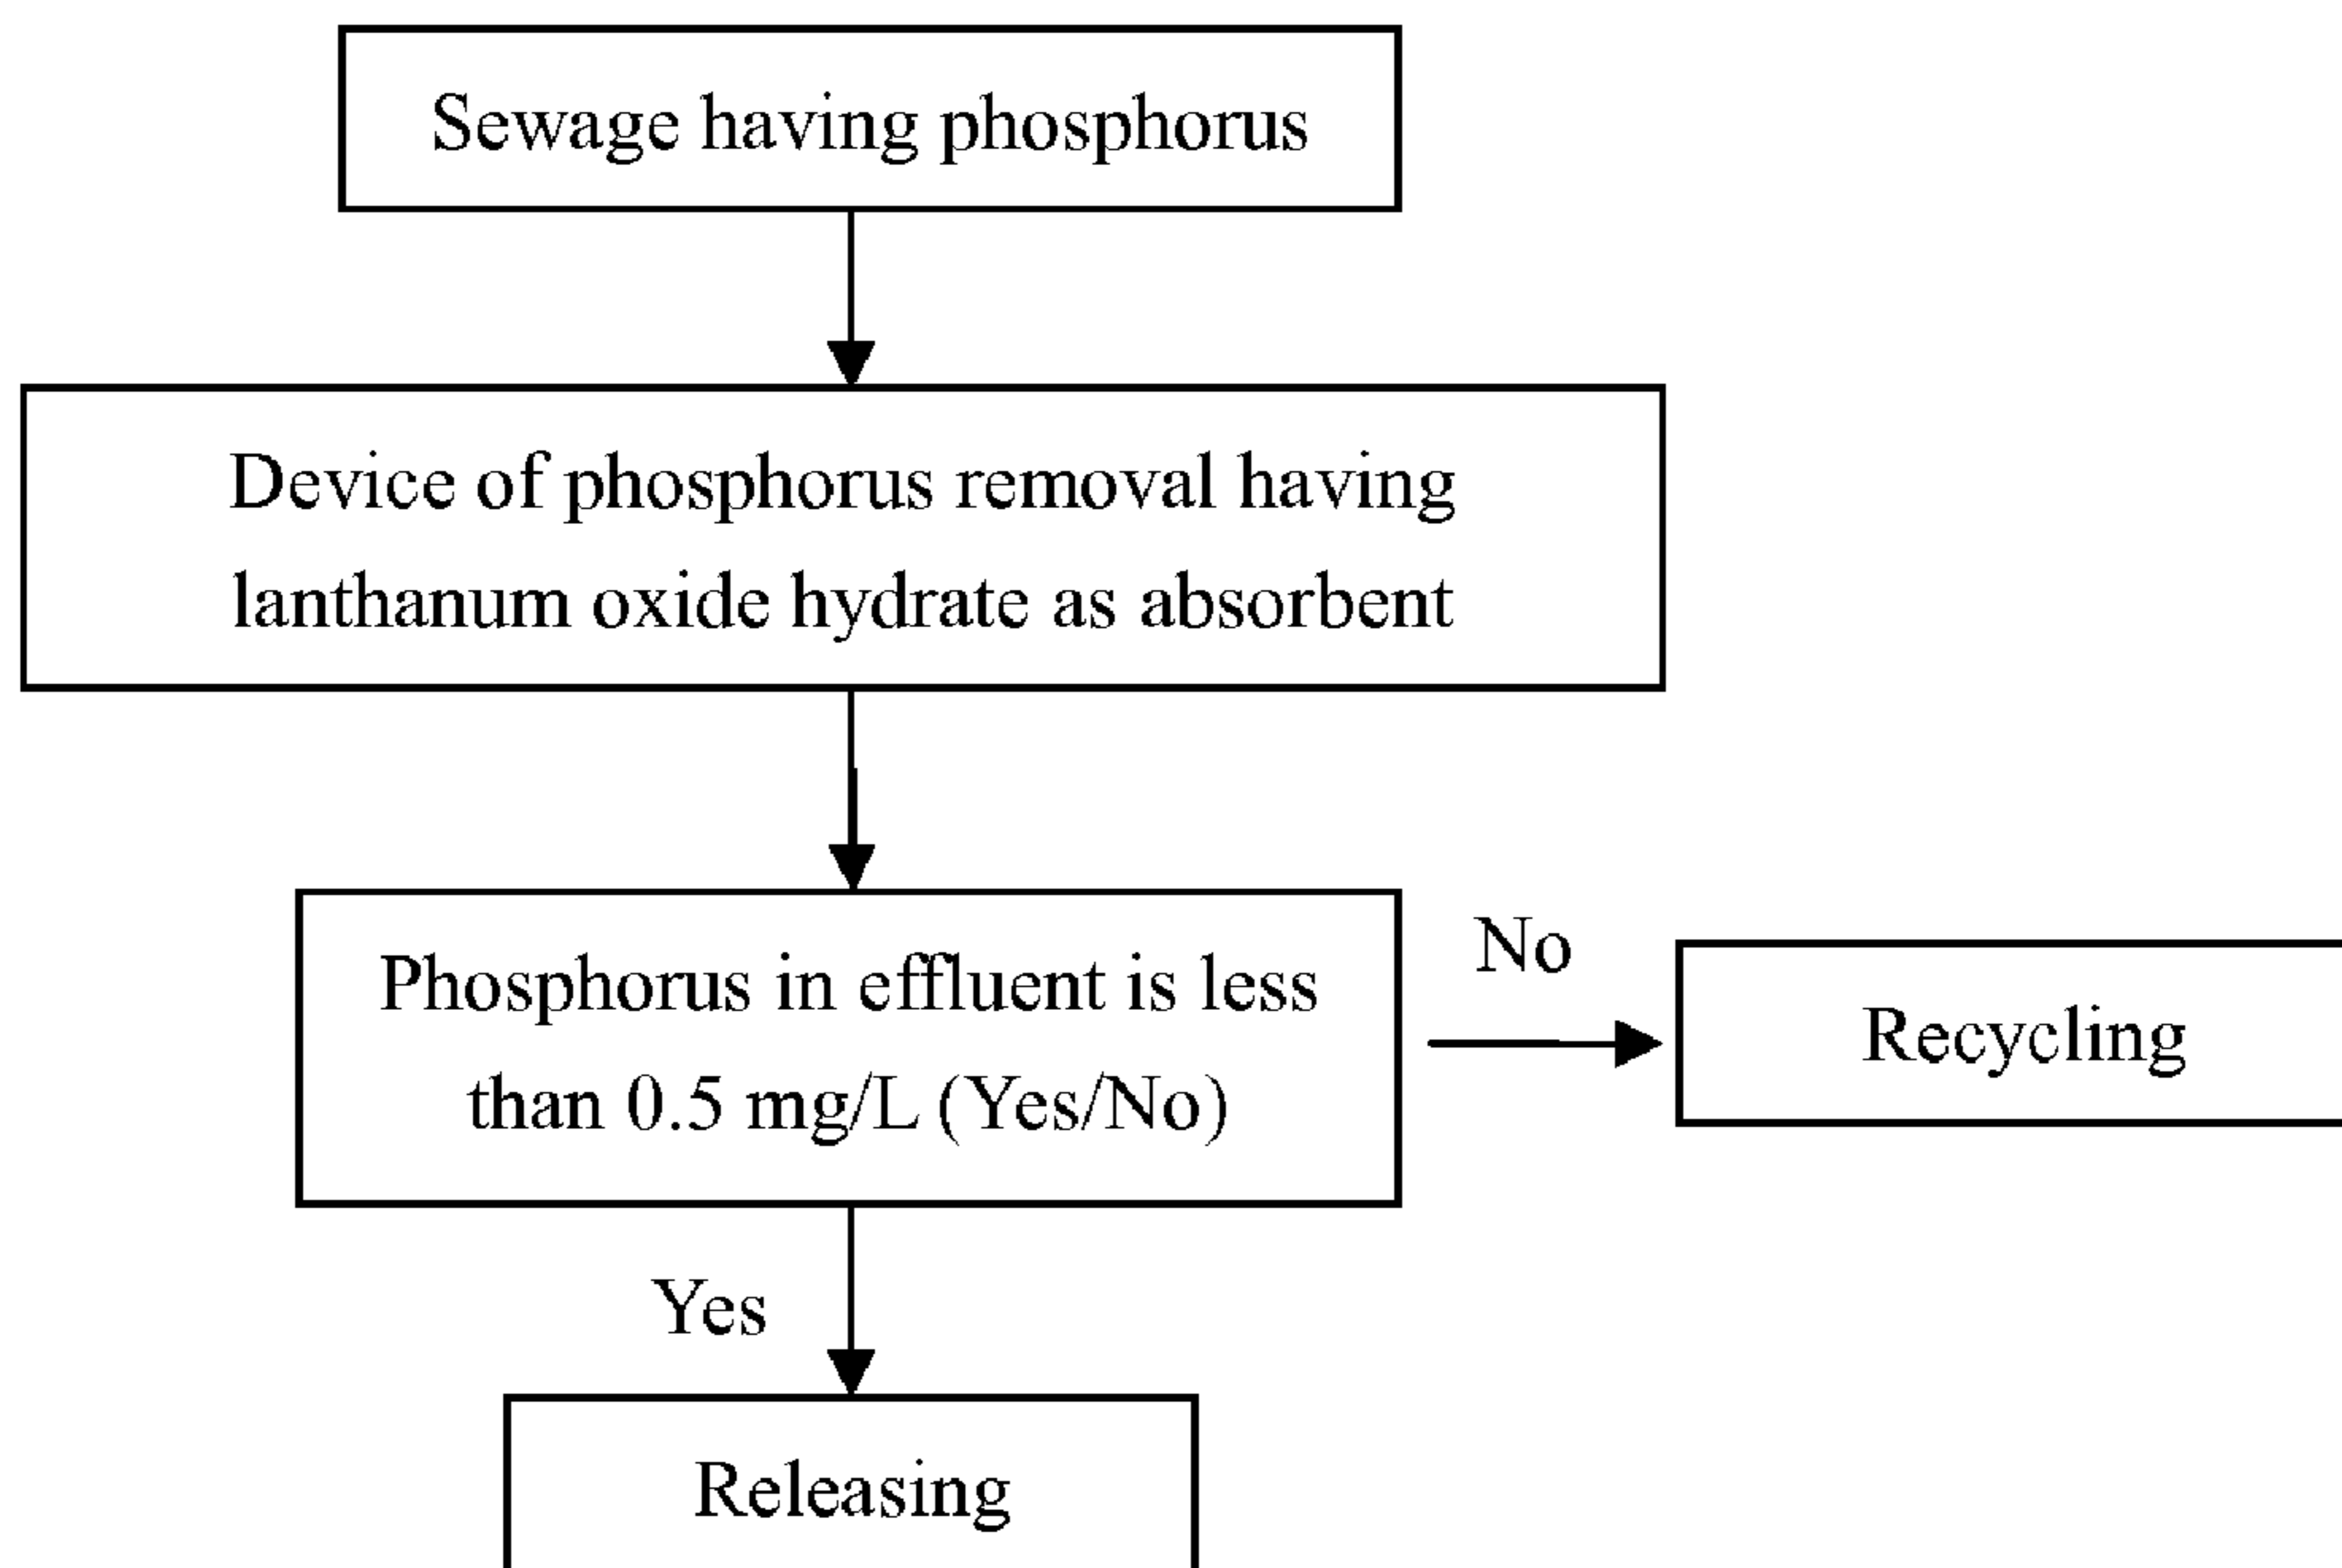 Sewage having phosphorus
Device of phosphorus removal having
lanthanum oxide hydrate as absorbent
Phosphorus in effluent is less
than 0.5 mg/L (Yes/No)
No
Recycling
Yes
Releasing